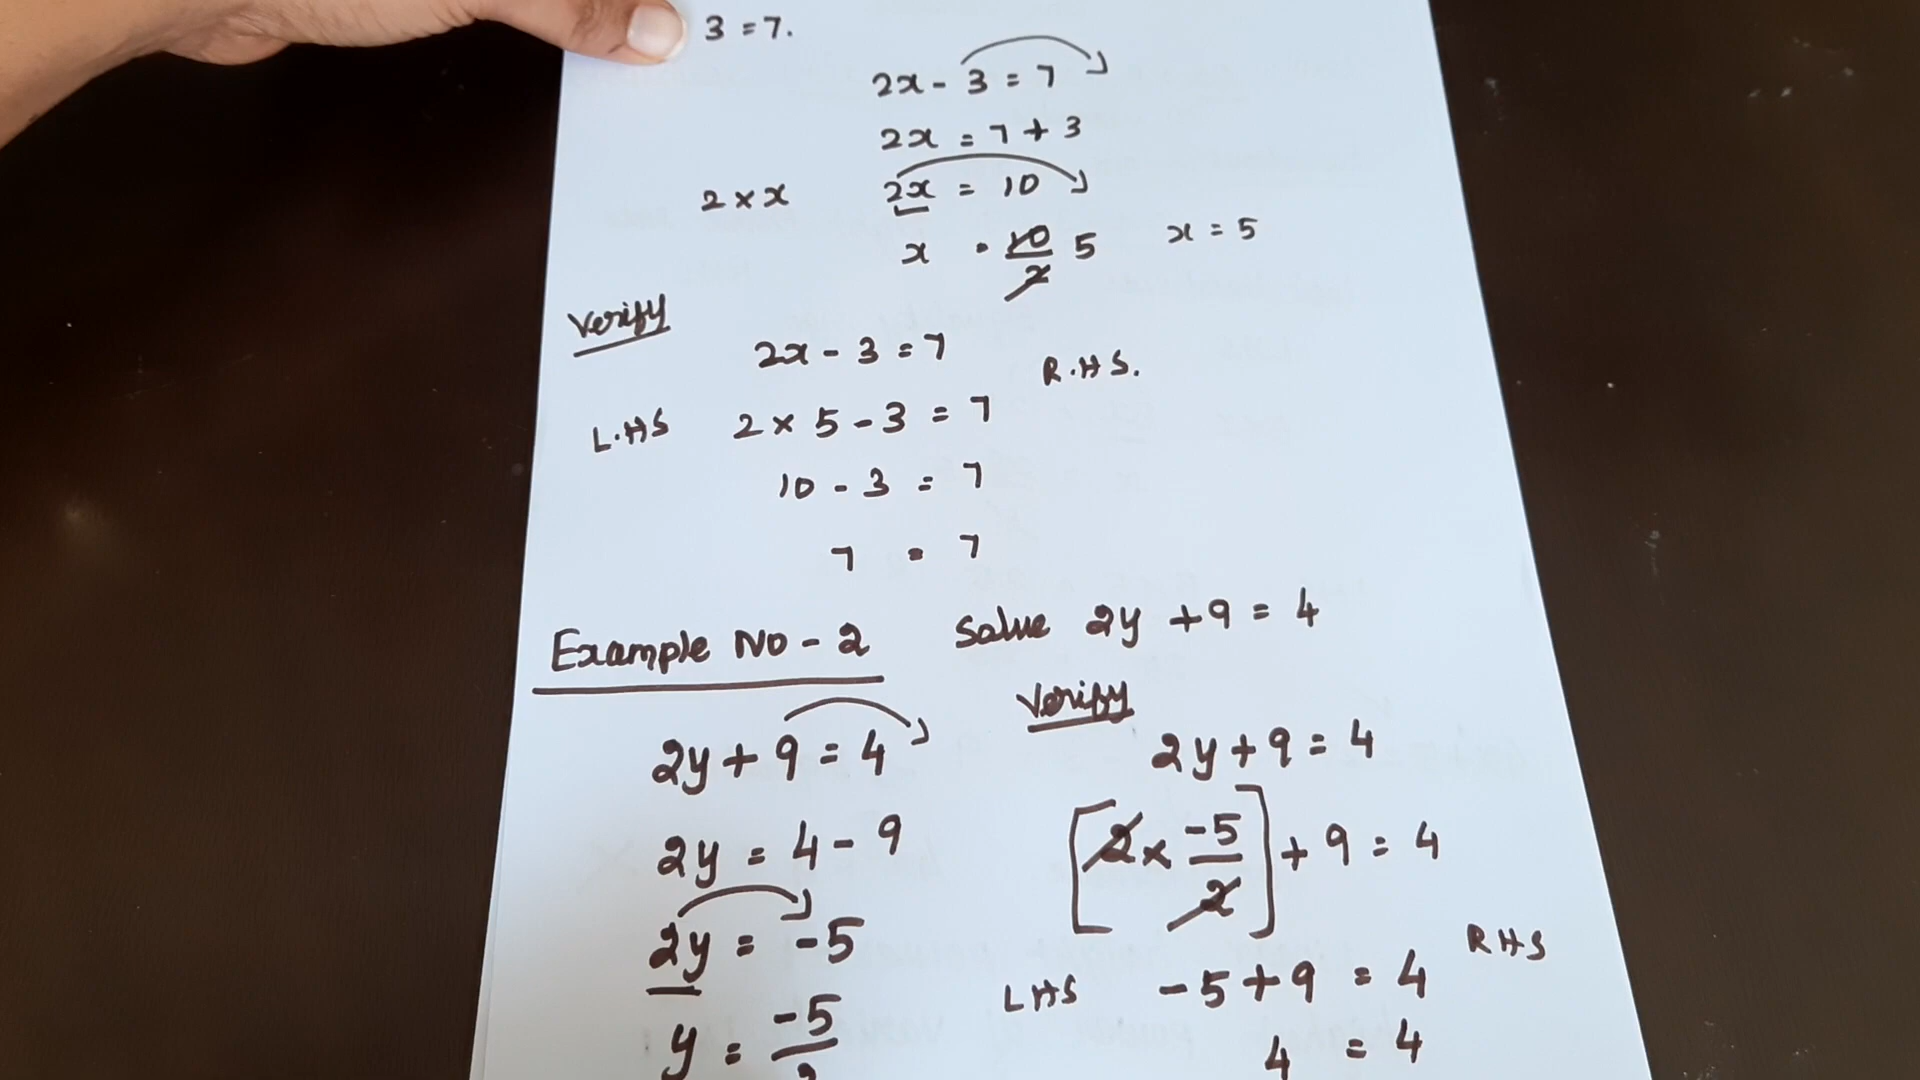 3 = 7.
2x - 3 = 7
2x = 7 + 3
2 × x 2x = 10
x = 10/2 5 x = 5
Verify
2x - 3 = 7
R.H.S.
L.H.S 2 × 5 - 3 = 7
10 - 3 = 7
7 = 7
Example No - 2 Solve 2y + 9 = 4
2y + 9 = 4
2y = 4 - 9
2y = -5
y = -5/2
Verify
2y + 9 = 4
[2 × -5/2] + 9 = 4
LHS -5 + 9 = 4 RHS
4 = 4